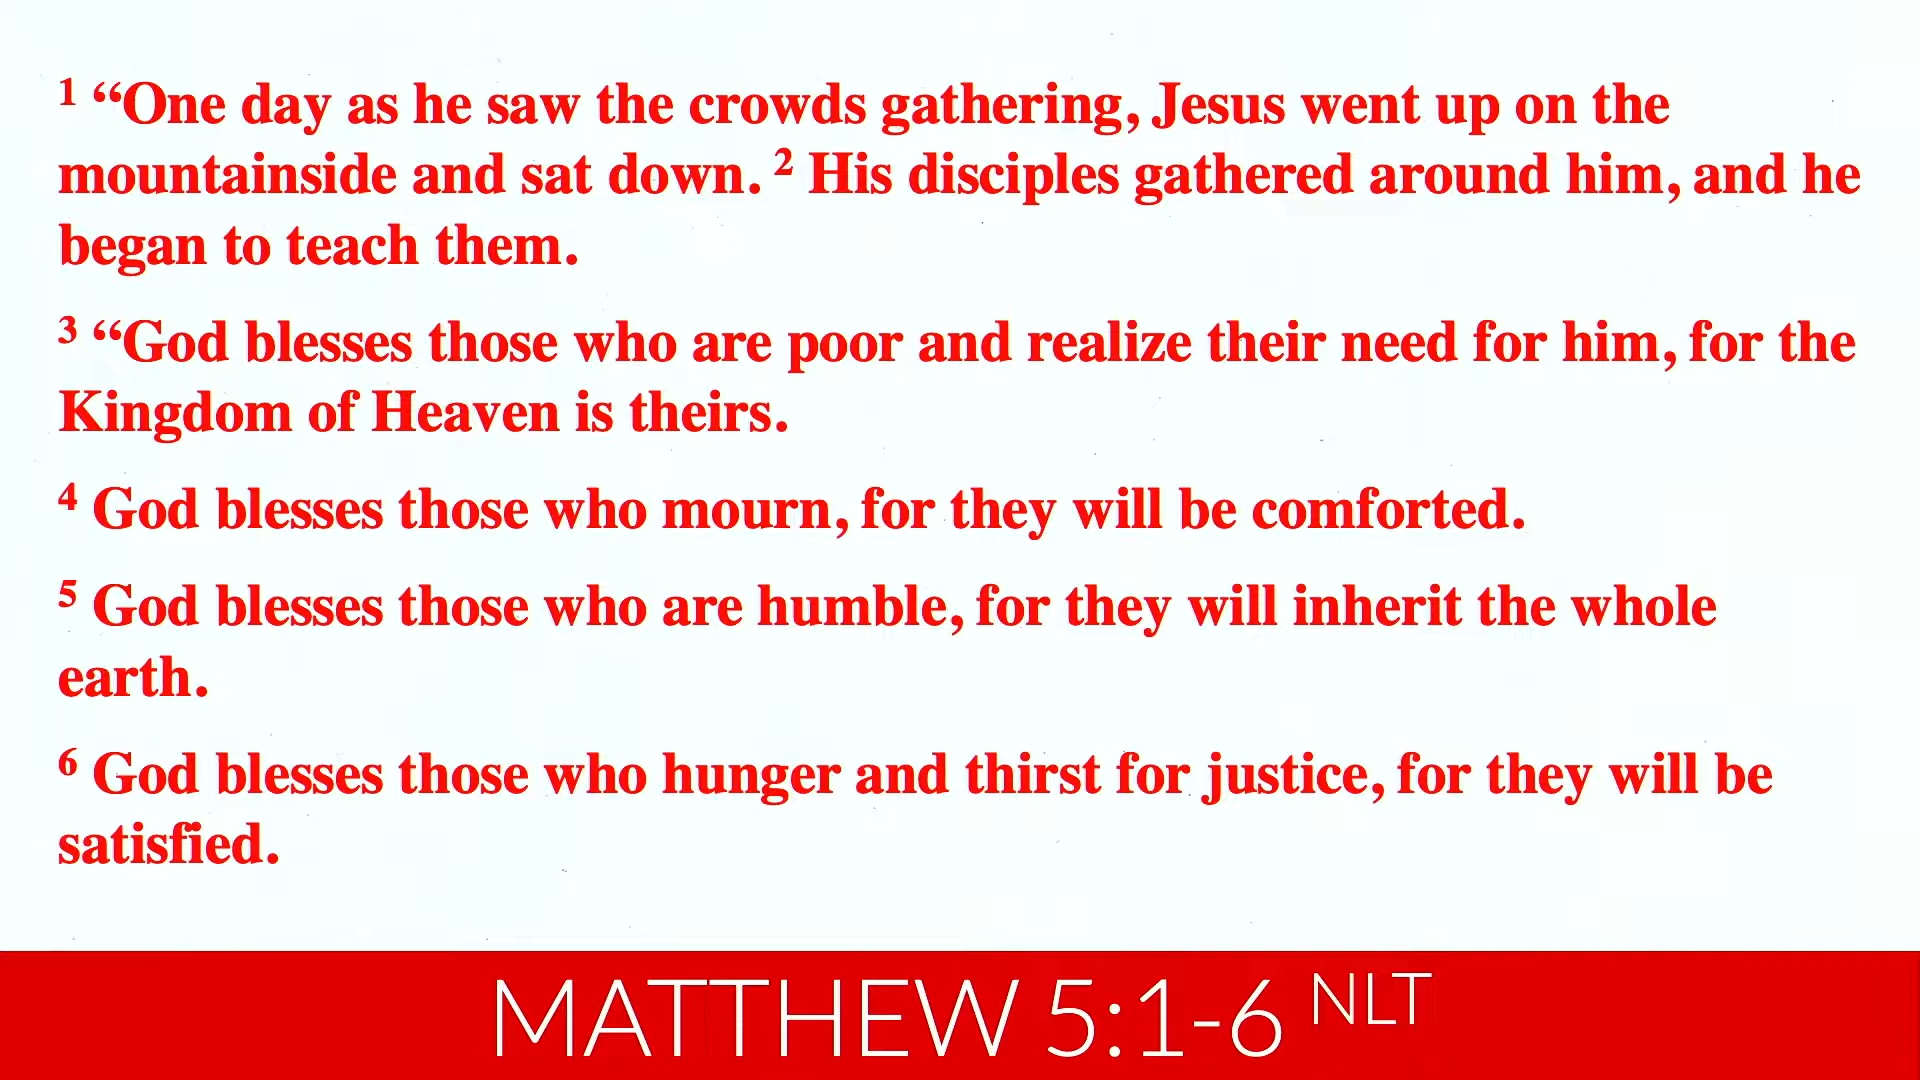 1 “One day as he saw the crowds gathering, Jesus went up on the
mountainside and sat down. 2 His disciples gathered around him, and he
began to teach them.
3 “God blesses those who are poor and realize their need for him, for the
Kingdom of Heaven is theirs.
4 God blesses those who mourn, for they will be comforted.
5 God blesses those who are humble, for they will inherit the whole
earth.
6 God blesses those who hunger and thirst for justice, for they will be
satisfied.
MATTHEW 5:1-6 NLT